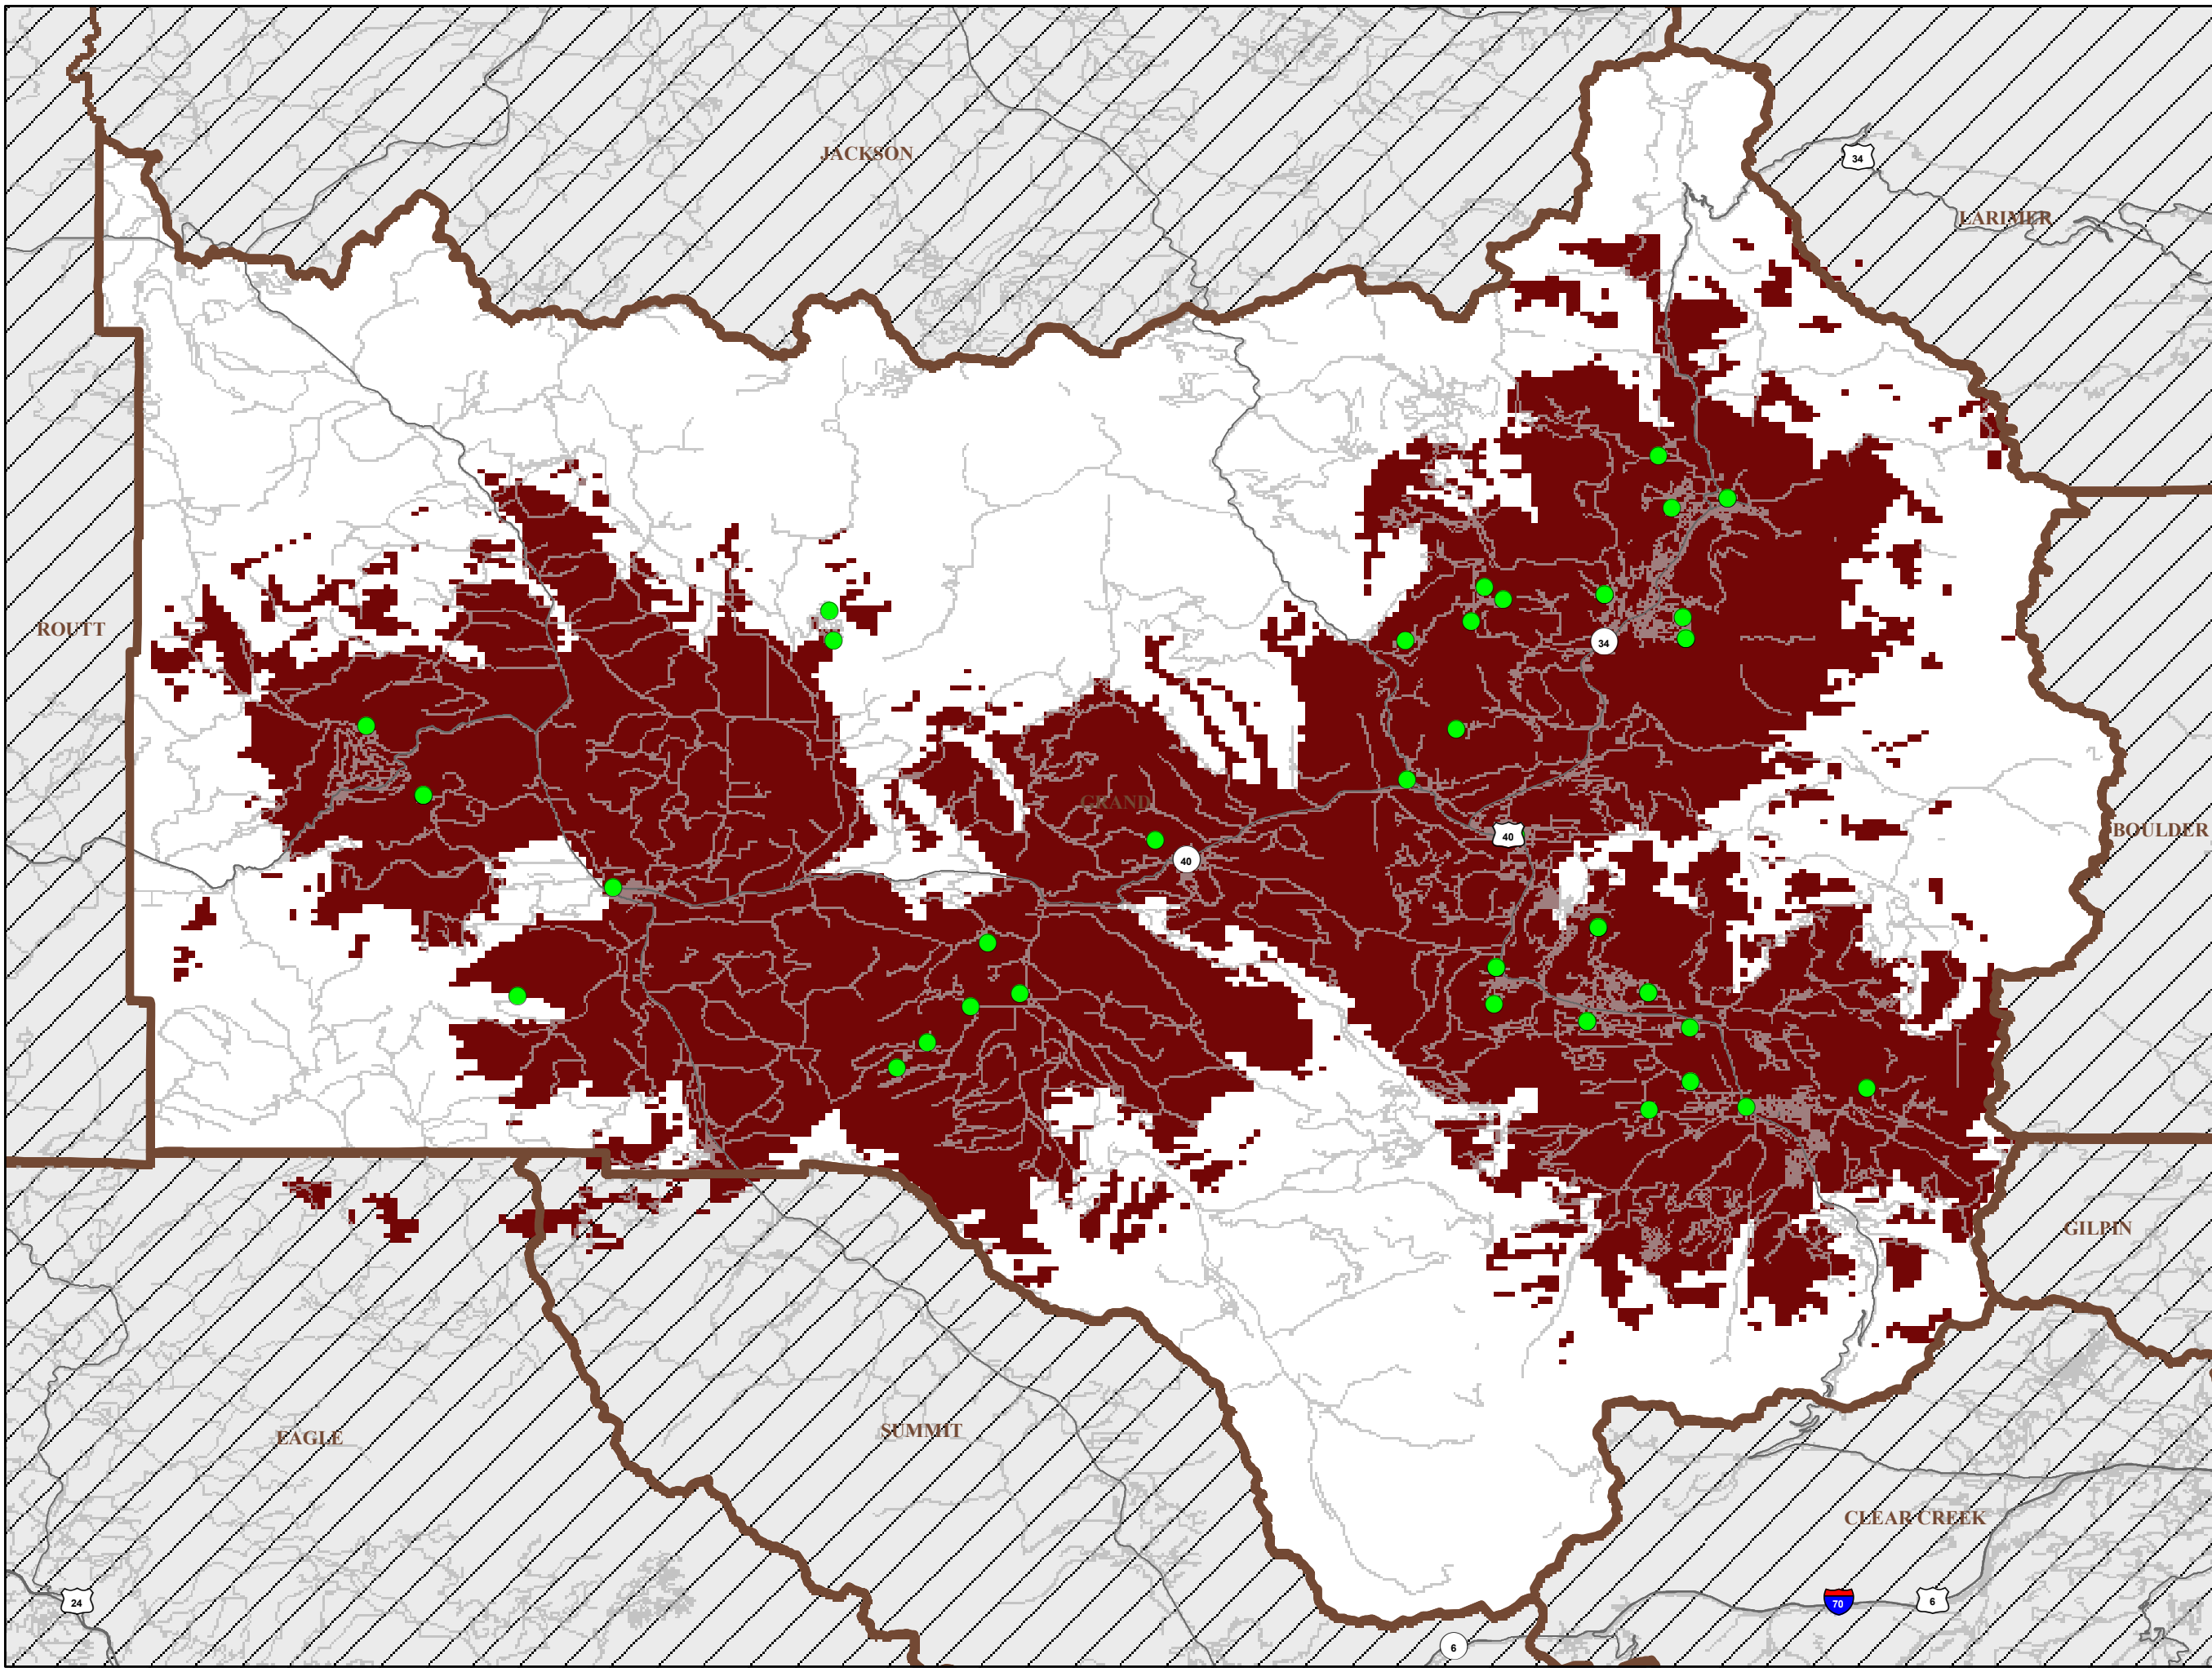 JACKSON
34
LARIMER
ROUTT
34
GRAND
40
BOULDER
40
GILPIN
SUMMIT
EAGLE
CLEAR CREEK
24
70
6
6